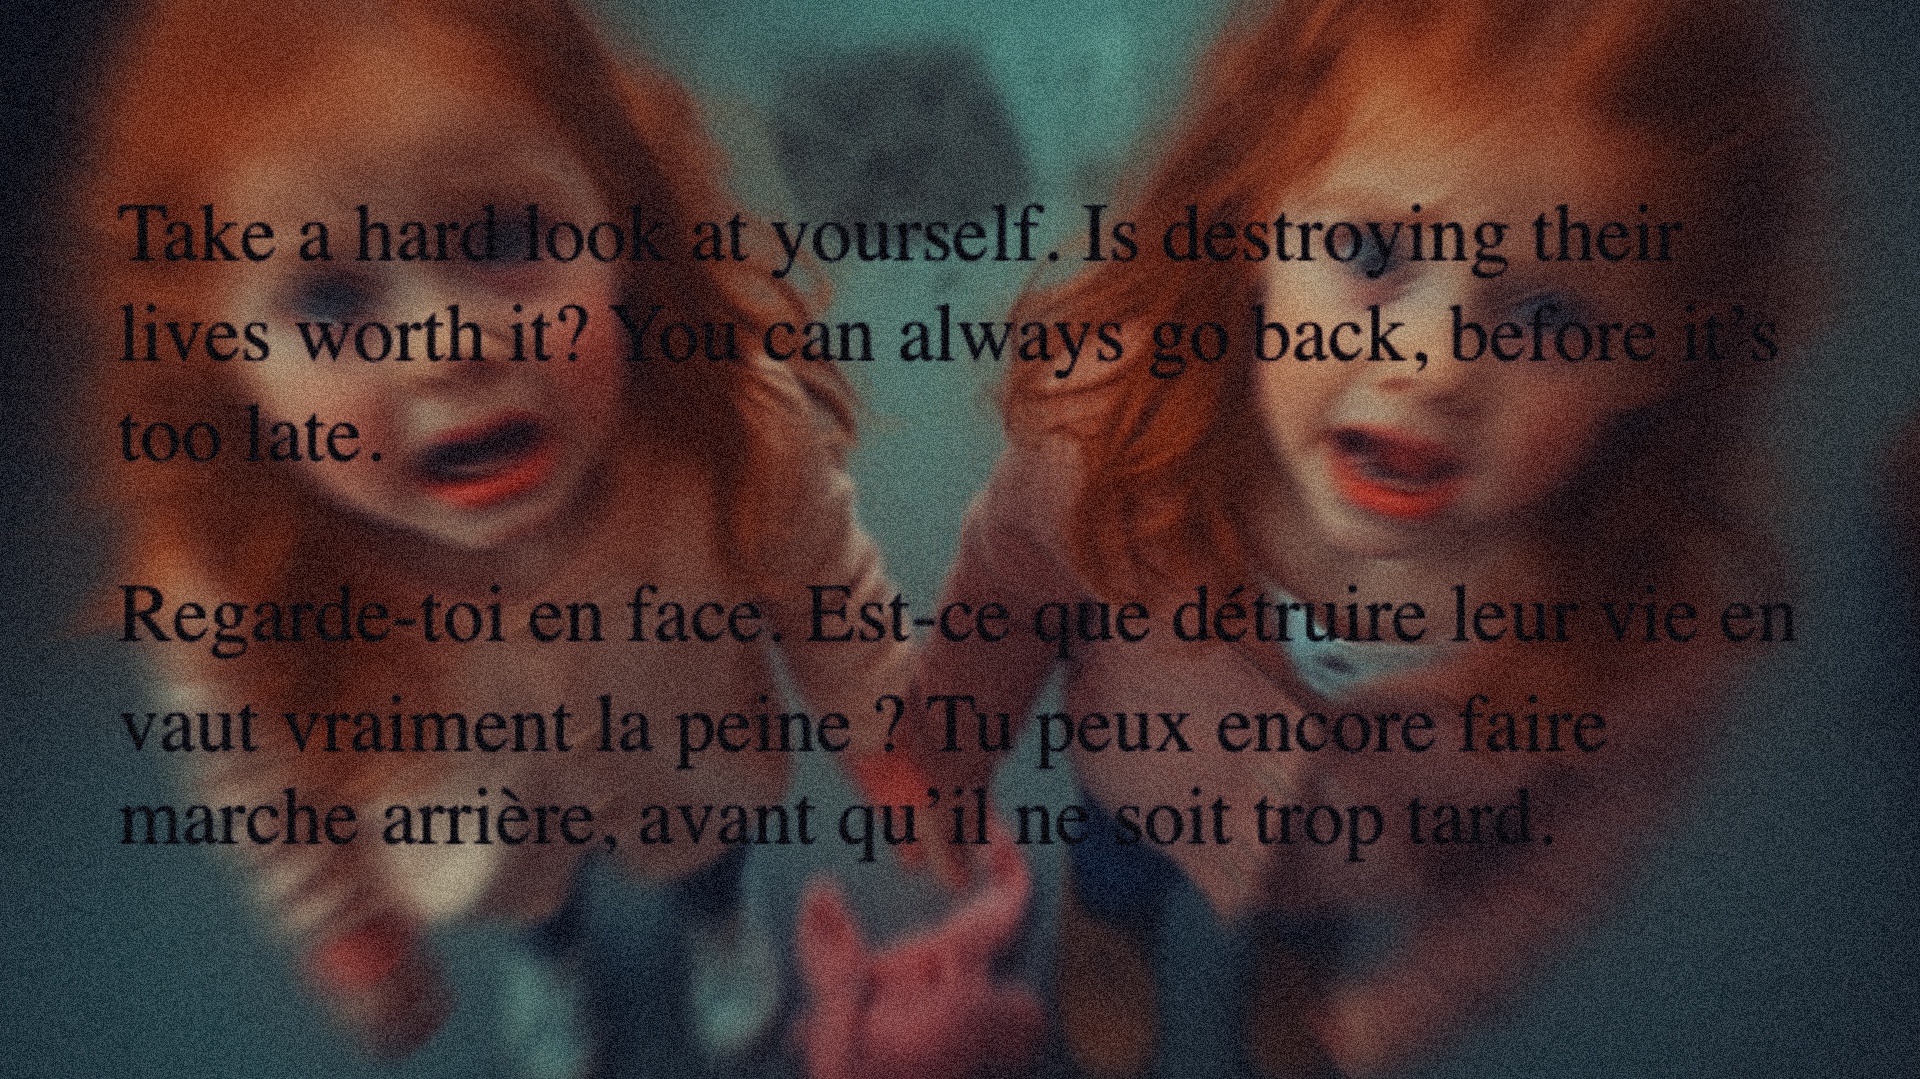 Take a hard look at yourself. Is destroying their
lives worth it? You can always go back, before it’s
too late.
Regarde-toi en face. Est-ce que détruire leur vie en
vaut vraiment la peine ? Tu peux encore faire
marche arrière, avant qu’il ne soit trop tard.